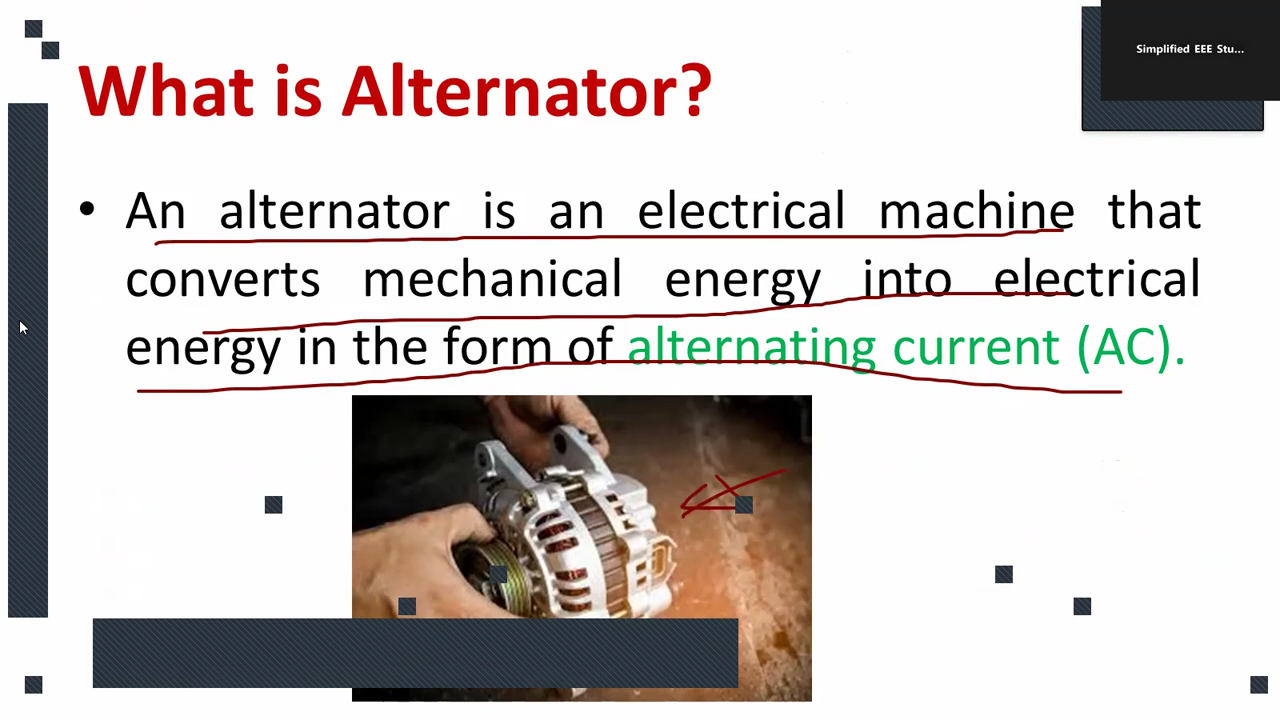 Simplified EEE Stu...
What is Alternator?
• An alternator is an electrical machine that
converts mechanical energy into electrical
energy in the form of alternating current (AC).